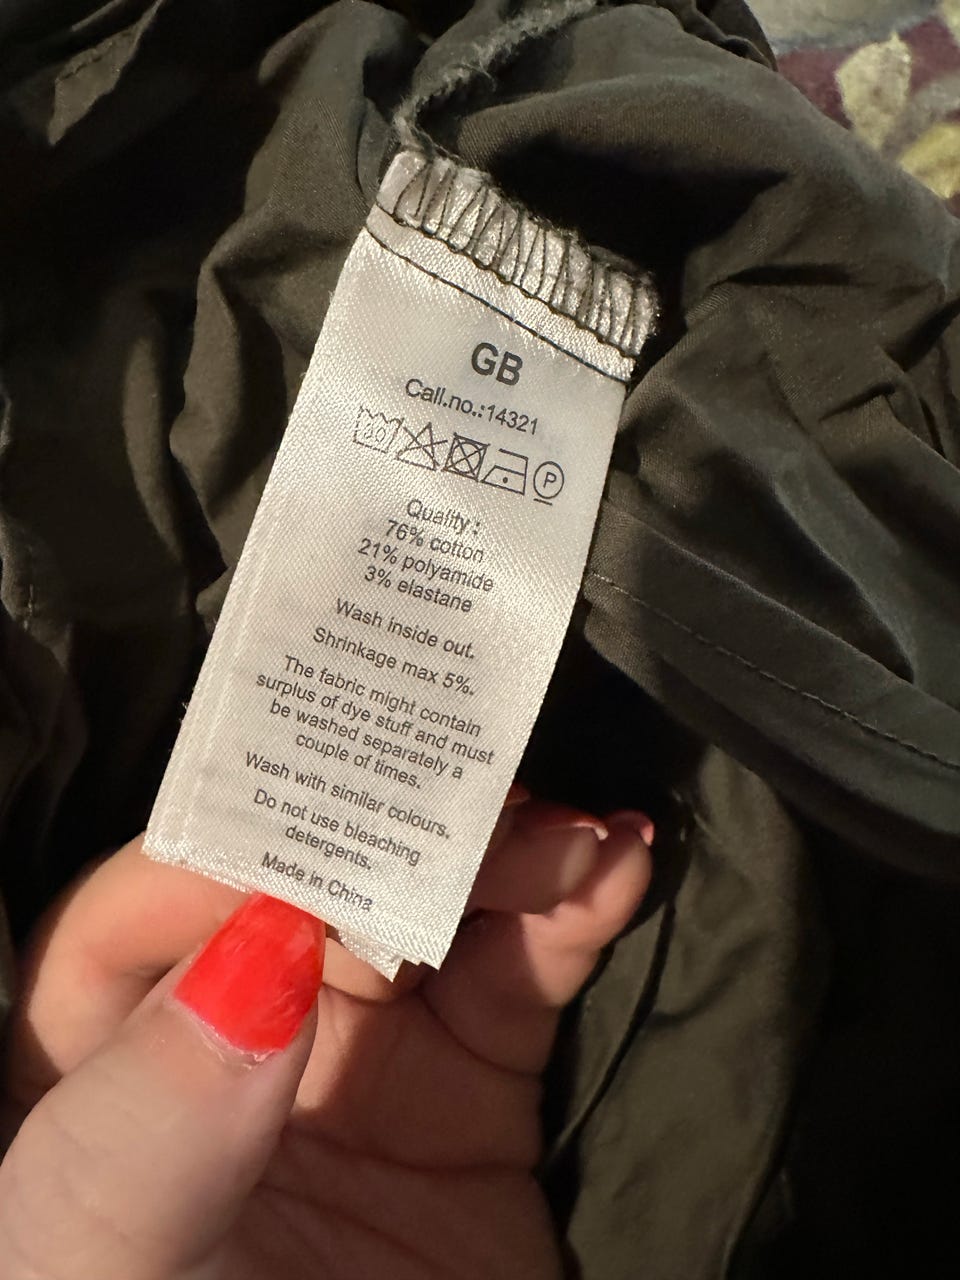 GB
Call.no.:14321
P
Quality:
76% cotton
21% polyamide
3% elastane
Wash inside out.
Shrinkage max 5%.
The fabric might contain
surplus of dye stuff and must
be washed separately a
couple of times.
Wash with similar colours.
Do not use bleaching
detergents.
Made in China